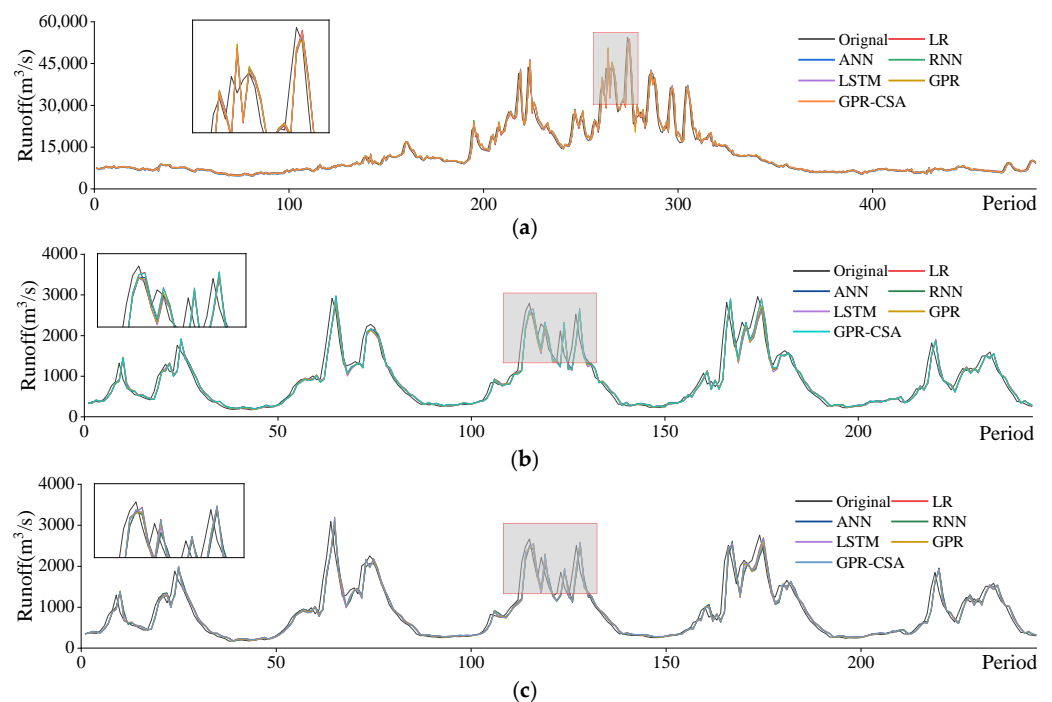 60,000
45,000
30,000
15,000
0
Runoff(m³/s)
Orignal LR
ANN RNN
LSTM GPR
GPR-CSA
0 100 200 300 400 Period
(a)
4000
3000
2000
1000
0
Runoff(m³/s)
Original LR
ANN RNN
LSTM GPR
GPR-CSA
0 50 100 150 200 Period
(b)
4000
3000
2000
1000
0
Runoff(m³/s)
Original LR
ANN RNN
LSTM GPR
GPR-CSA
0 50 100 150 200 Period
(c)